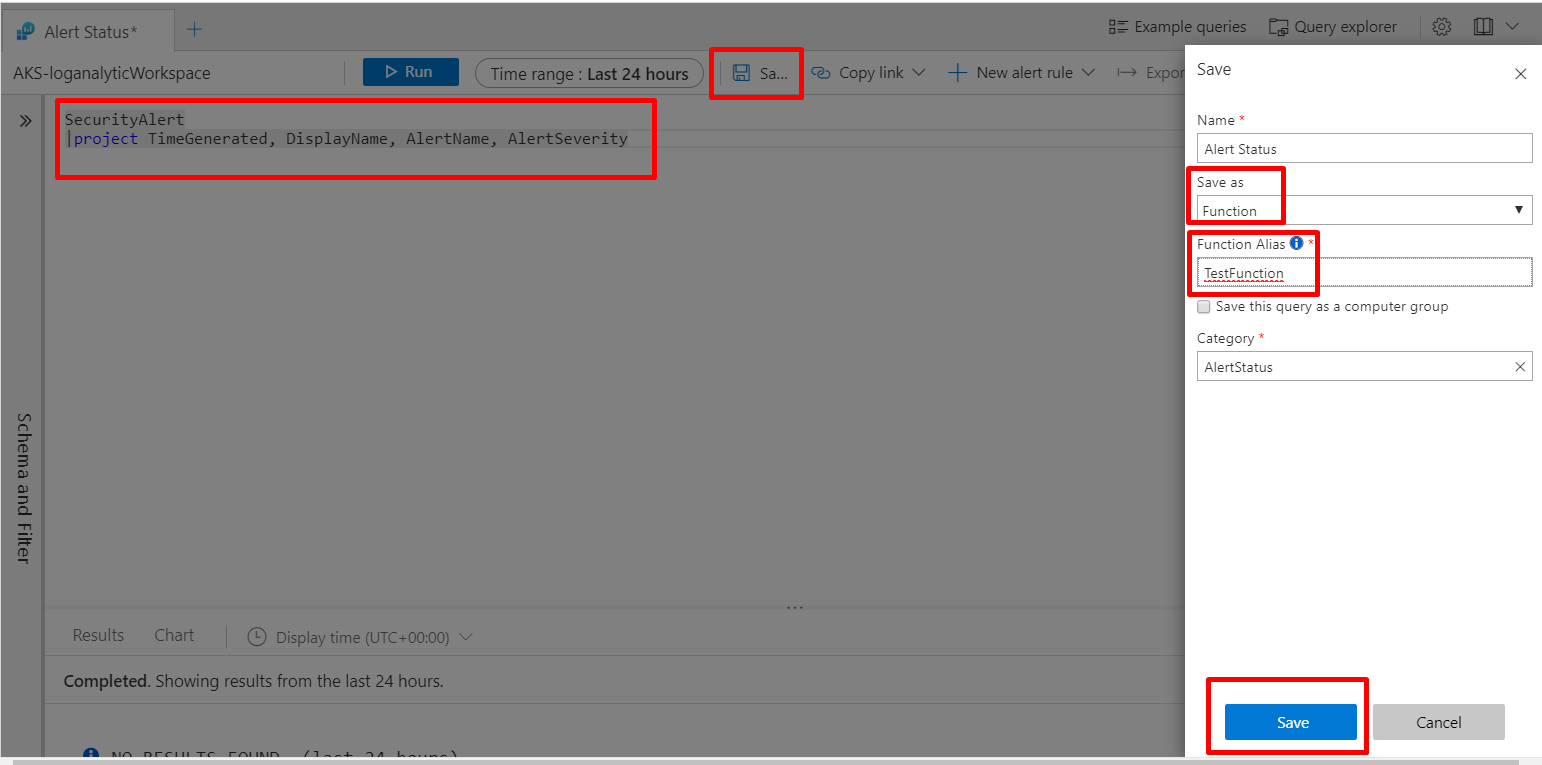 Alert Status*
Example queries
Query explorer
AKS-loganalyticWorkspace
Run
Time range : Last 24 hours
Sa...
Copy link
New alert rule
Expor
SecurityAlert
|project TimeGenerated, DisplayName, AlertName, AlertSeverity
Schema and Filter
Results
Chart
Display time (UTC+00:00)
Completed. Showing results from the last 24 hours.
NO RESULTS FOUND (last 24 hours)
Save
Name *
Alert Status
Save as
Function
Function Alias *
TestFunction
Save this query as a computer group
Category *
AlertStatus
Save
Cancel